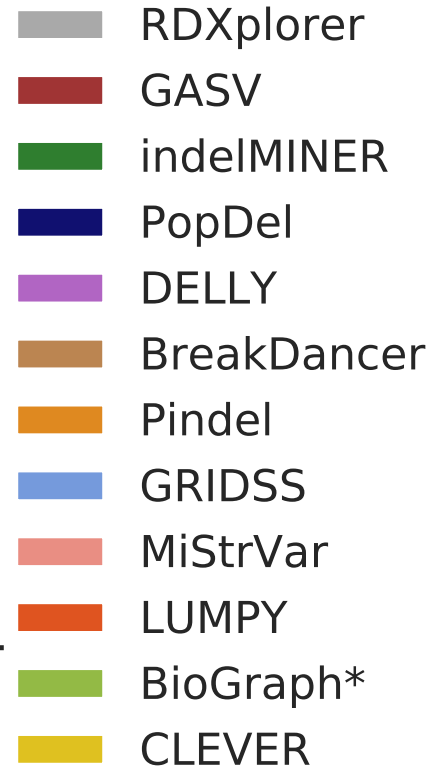 RDXplorer
GASV
indelMINER
PopDel
DELLY
BreakDancer
Pindel
GRIDSS
MiStrVar
LUMPY
BioGraph*
CLEVER